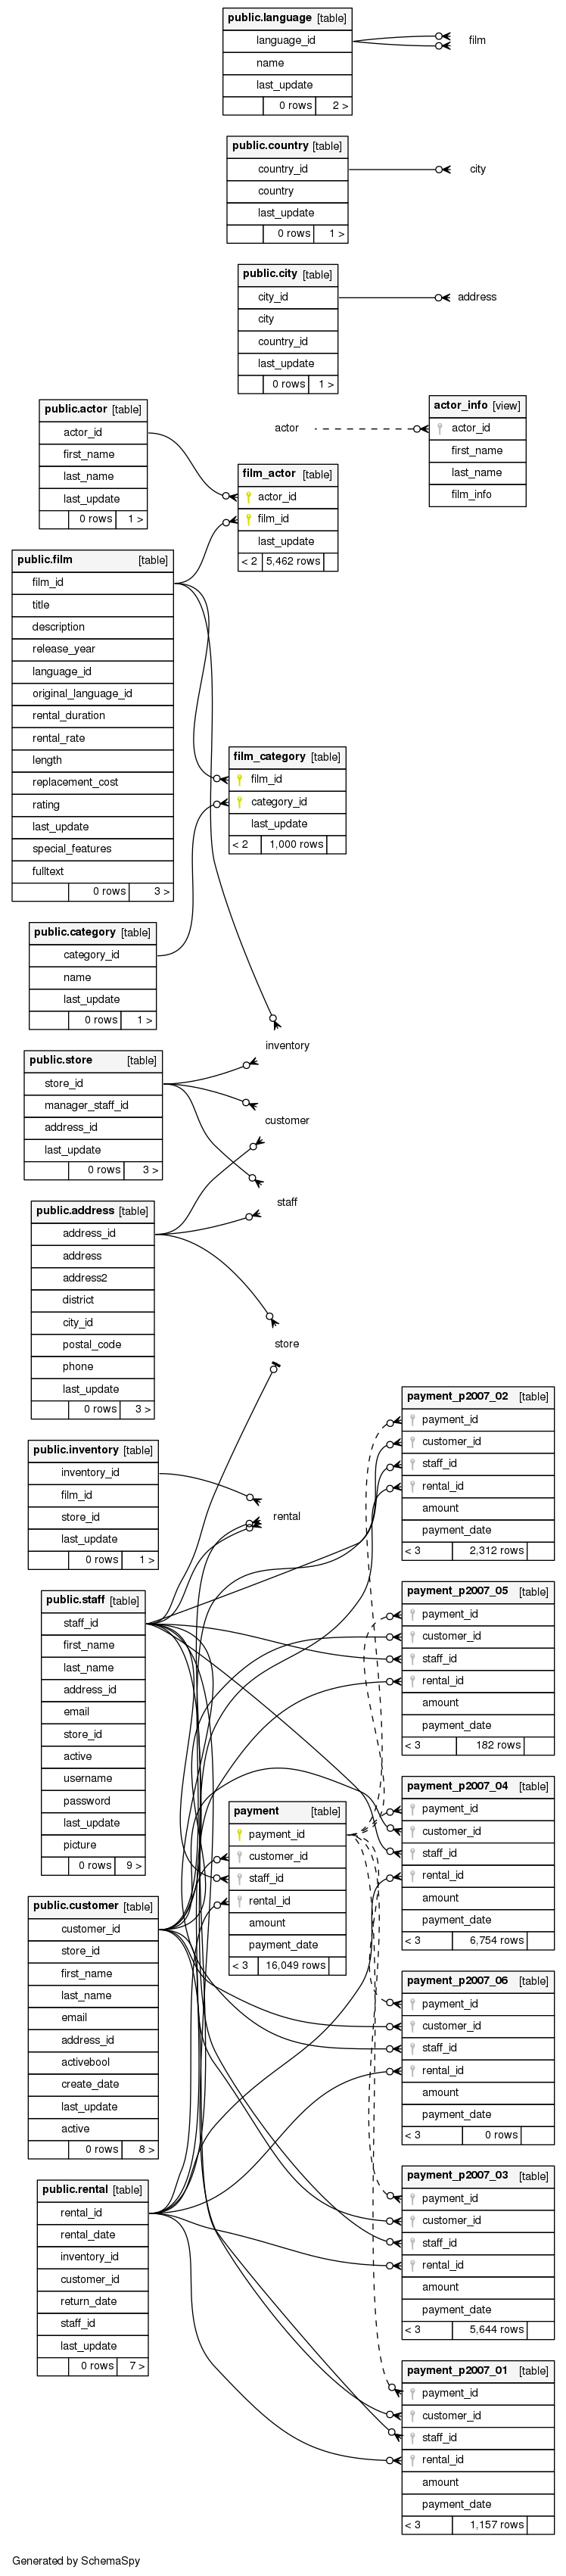 public.language [table]
language_id
film
name
last_update
0 rows 2 >
public.country [table]
country_id
city
country
last_update
0 rows 1 >
public.city [table]
city_id
address
city
country_id
last_update
0 rows 1 >
public.actor [table]
actor_id
first_name
last_name
last_update
0 rows 1 >
actor
actor_info [view]
actor_id
first_name
last_name
film_info
film_actor [table]
actor_id
film_id
last_update
< 2 5,462 rows
public.film [table]
film_id
title
description
release_year
language_id
original_language_id
rental_duration
rental_rate
length
replacement_cost
rating
last_update
special_features
fulltext
0 rows 3 >
film_category [table]
film_id
category_id
last_update
< 2 1,000 rows
public.category [table]
category_id
name
last_update
0 rows 1 >
inventory
public.store [table]
store_id
manager_staff_id
address_id
last_update
0 rows 3 >
customer
staff
public.address [table]
address_id
address
address2
district
city_id
postal_code
phone
last_update
0 rows 3 >
store
public.inventory [table]
inventory_id
film_id
store_id
last_update
0 rows 1 >
rental
payment_p2007_02 [table]
payment_id
customer_id
staff_id
rental_id
amount
payment_date
< 3 2,312 rows
public.staff [table]
staff_id
first_name
last_name
address_id
email
store_id
active
username
password
last_update
picture
0 rows 9 >
payment_p2007_05 [table]
payment_id
customer_id
staff_id
rental_id
amount
payment_date
< 3 182 rows
payment [table]
payment_id
customer_id
staff_id
rental_id
amount
payment_date
< 3 16,049 rows
payment_p2007_04 [table]
payment_id
customer_id
staff_id
rental_id
amount
payment_date
< 3 6,754 rows
public.customer [table]
customer_id
store_id
first_name
last_name
email
address_id
activebool
create_date
last_update
active
0 rows 8 >
payment_p2007_06 [table]
payment_id
customer_id
staff_id
rental_id
amount
payment_date
< 3 0 rows
public.rental [table]
rental_id
rental_date
inventory_id
customer_id
return_date
staff_id
last_update
0 rows 7 >
payment_p2007_03 [table]
payment_id
customer_id
staff_id
rental_id
amount
payment_date
< 3 5,644 rows
payment_p2007_01 [table]
payment_id
customer_id
staff_id
rental_id
amount
payment_date
< 3 1,157 rows
Generated by SchemaSpy